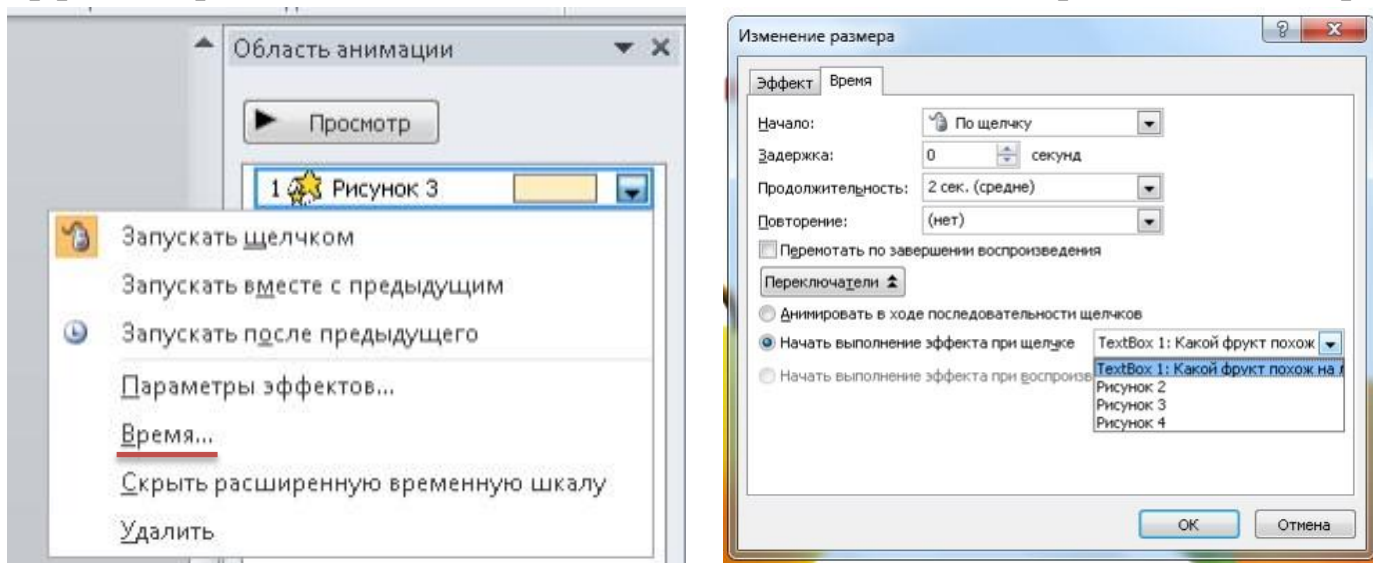 Область анимации
Просмотр
1 Рисунок 3
Запускать щелчком
Запускать вместе с предыдущим
Запускать после предыдущего
Параметры эффектов...
Время...
Скрыть расширенную временную шкалу
Удалить
Изменение размера
Эффект Время
Начало: По щелчку
Задержка: 0 секунд
Продолжительность: 2 сек. (средне)
Повторение: (нет)
Перемотать по завершении воспроизведения
Переключатели
Анимировать в ходе последовательности щелчков
Начать выполнение эффекта при щелчке TextBox 1: Какой фрукт похож
Начать выполнение эффекта при воспроизв
TextBox 1: Какой фрукт похож на
Рисунок 2
Рисунок 3
Рисунок 4
ОК Отмена